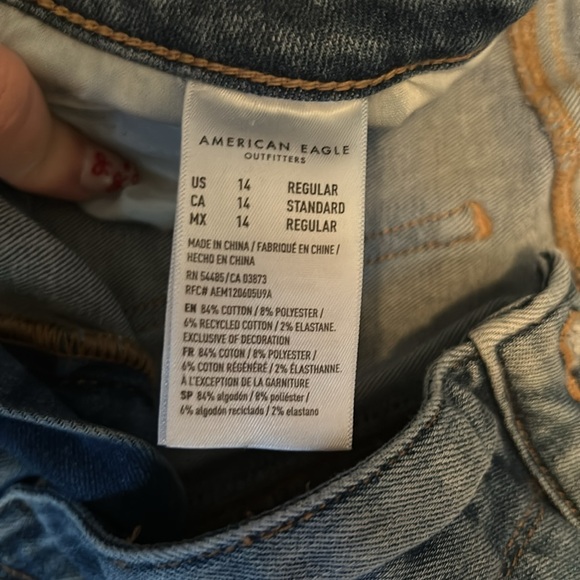 AMERICAN EAGLE
OUTFITTERS
US 14 REGULAR
CA 14 STANDARD
MX 14 REGULAR
MADE IN CHINA / FABRIQUÉ EN CHINE /
HECHO EN CHINA
RN 54485/CA 03873
RFC# AEM120605U9A
EN 84% COTTON / 8% POLYESTER /
6% RECYCLED COTTON / 2% ELASTANE.
EXCLUSIVE OF DECORATION
FR 84% COTON / 8% POLYESTER /
6% COTON RÉGÉNÉRÉ / 2% ÉLASTHANNE.
À L'EXCEPTION DE LA GARNITURE
SP 84% algodón / 8% poliéster /
6% algodón reciclado / 2% elastano